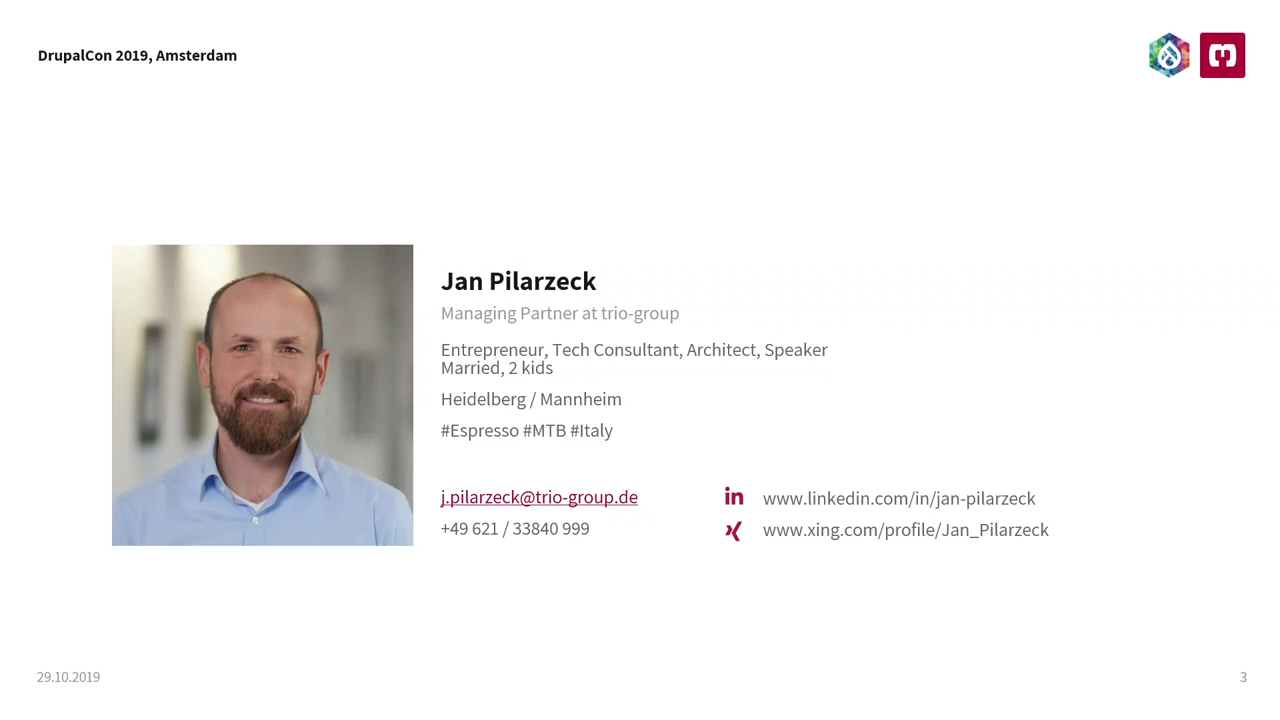 DrupalCon 2019, Amsterdam
Jan Pilarzeck
Managing Partner at trio-group
Entrepreneur, Tech Consultant, Architect, Speaker
Married, 2 kids
Heidelberg / Mannheim
#Espresso #MTB #Italy
j.pilarzeck@trio-group.de
+49 621 / 33840 999
in www.linkedin.com/in/jan-pilarzeck
www.xing.com/profile/Jan_Pilarzeck
29.10.2019
3